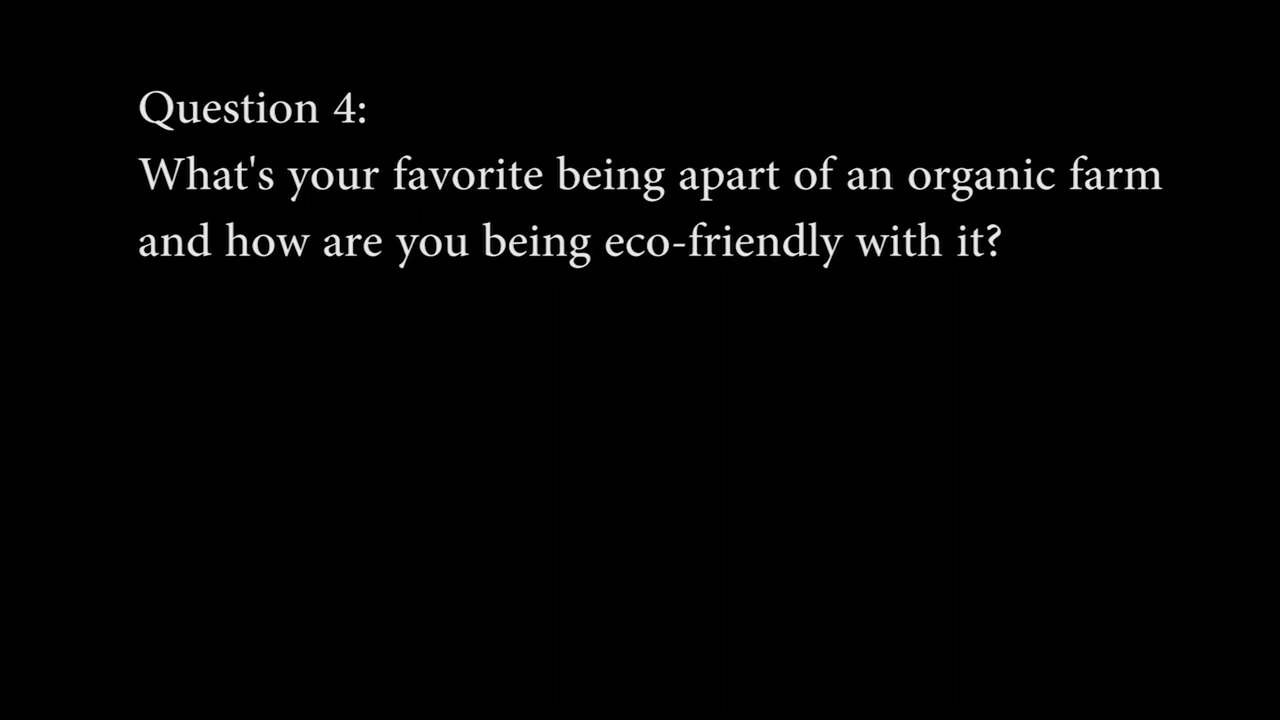 Question 4:
What's your favorite being apart of an organic farm
and how are you being eco-friendly with it?